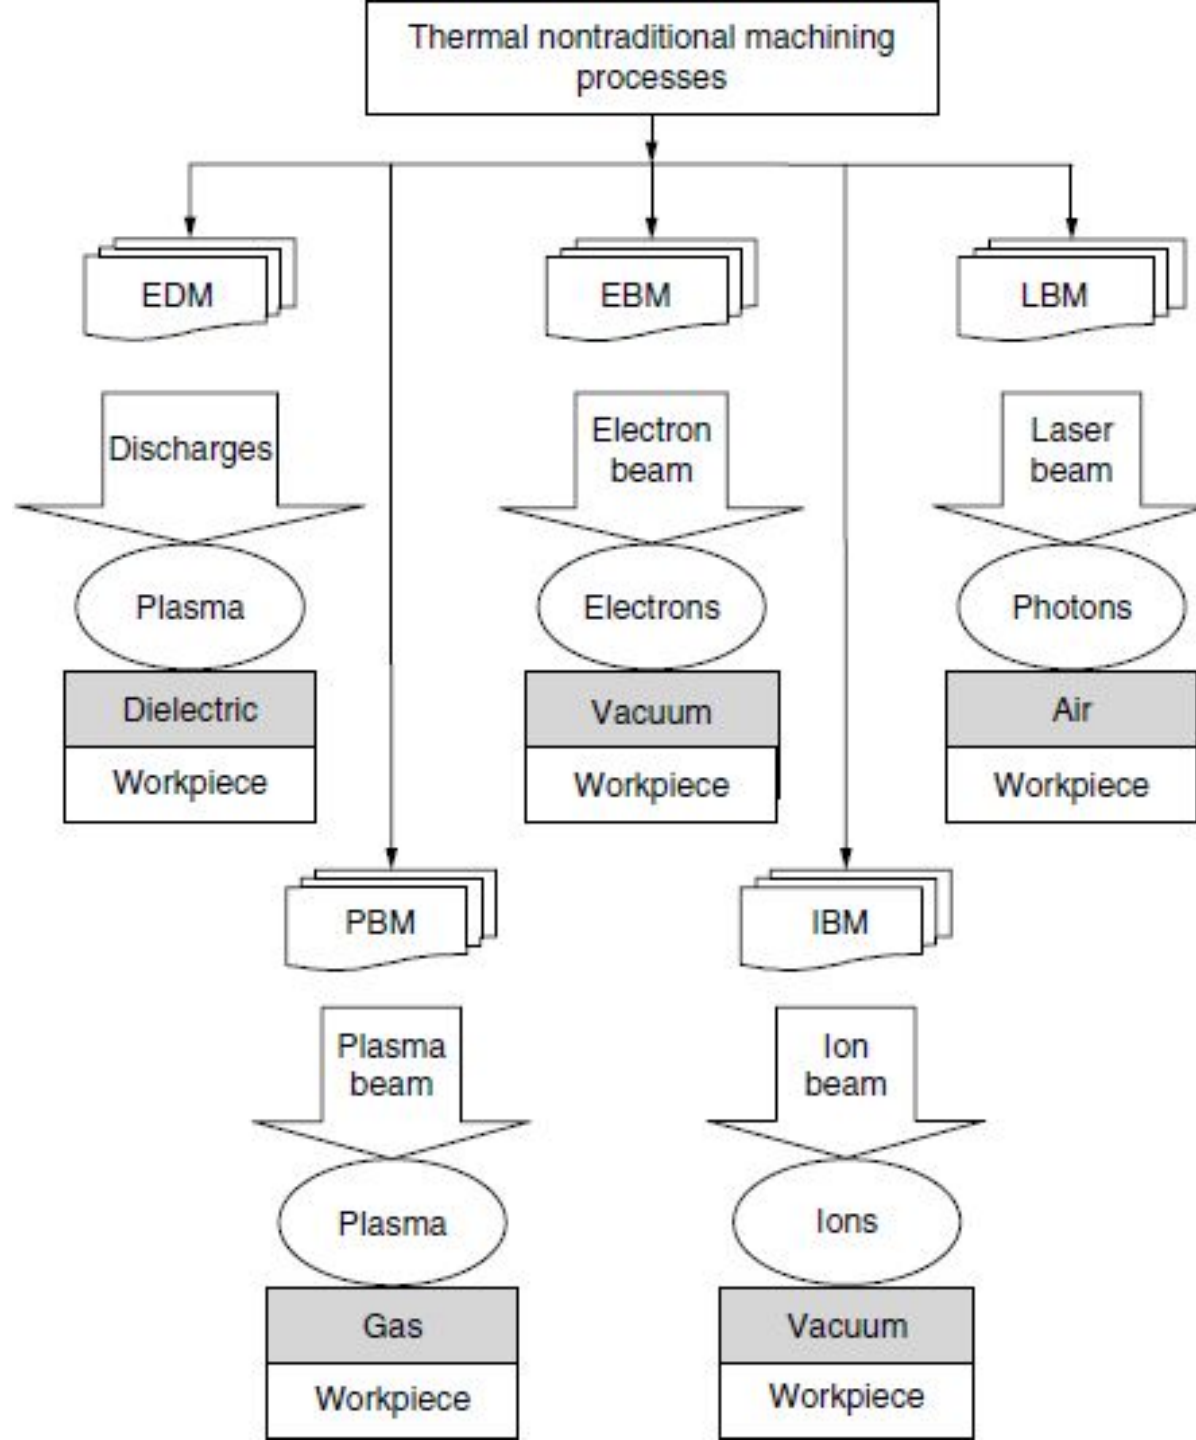 Thermal nontraditional machining
processes
EDM
EBM
LBM
Discharges
Electron
beam
Laser
beam
Plasma
Electrons
Photons
Dielectric
Vacuum
Air
Workpiece
Workpiece
Workpiece
PBM
IBM
Plasma
beam
Ion
beam
Plasma
Ions
Gas
Vacuum
Workpiece
Workpiece